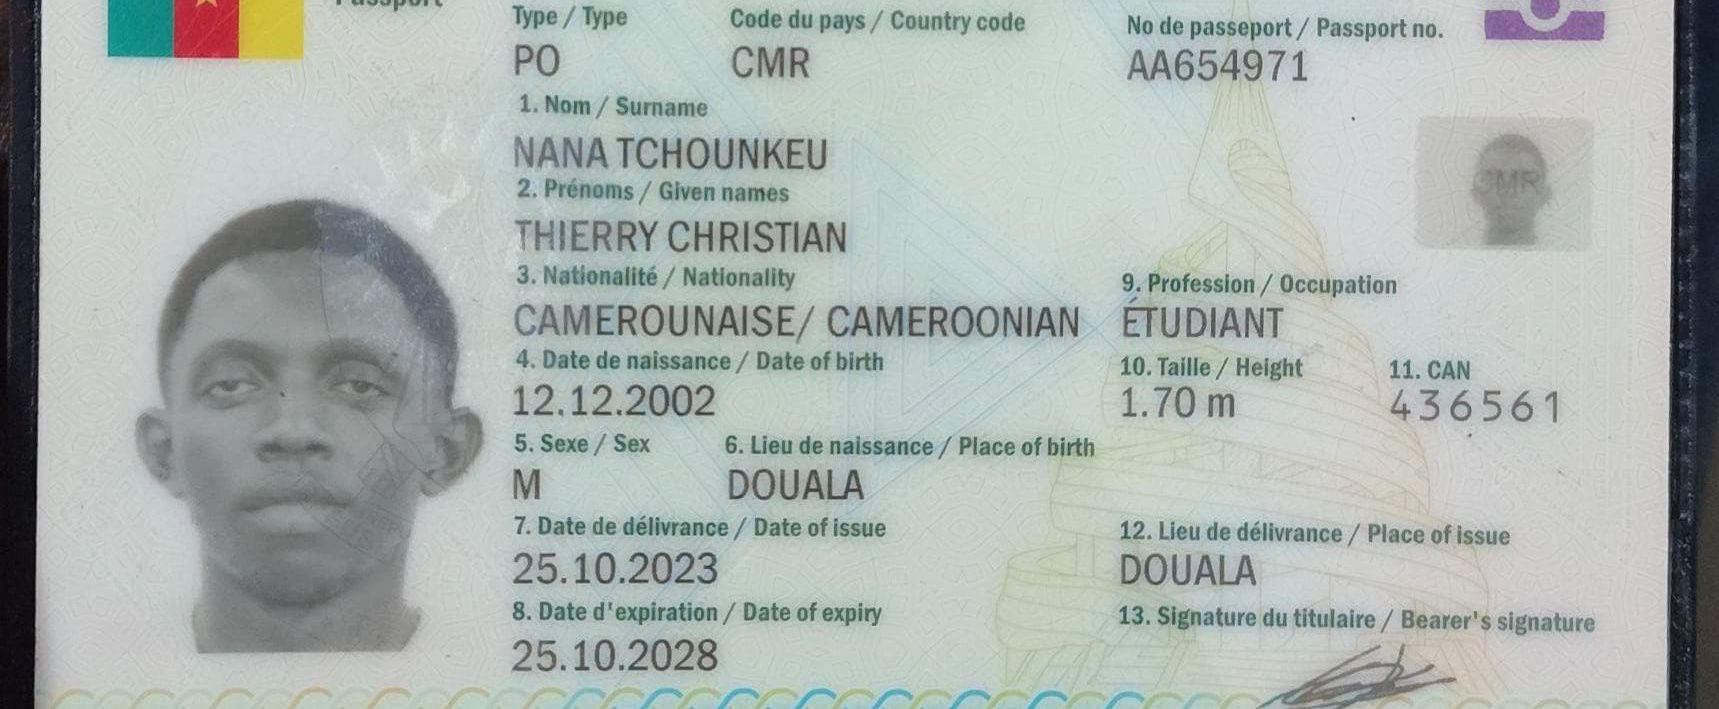 Passport
Type / Type Code du pays / Country code No de passeport / Passport no.
PO CMR AA654971
1. Nom / Surname
NANA TCHOUNKEU
2. Prénoms / Given names
THIERRY CHRISTIAN
3. Nationalité / Nationality 9. Profession / Occupation
CAMEROUNAISE/ CAMEROONIAN ÉTUDIANT
4. Date de naissance / Date of birth 10. Taille / Height 11. CAN
12.12.2002 1.70 m 436561
5. Sexe / Sex 6. Lieu de naissance / Place of birth
M DOUALA
7. Date de délivrance / Date of issue 12. Lieu de délivrance / Place of issue
25.10.2023 DOUALA
8. Date d'expiration / Date of expiry 13. Signature du titulaire / Bearer's signature
25.10.2028
CMR